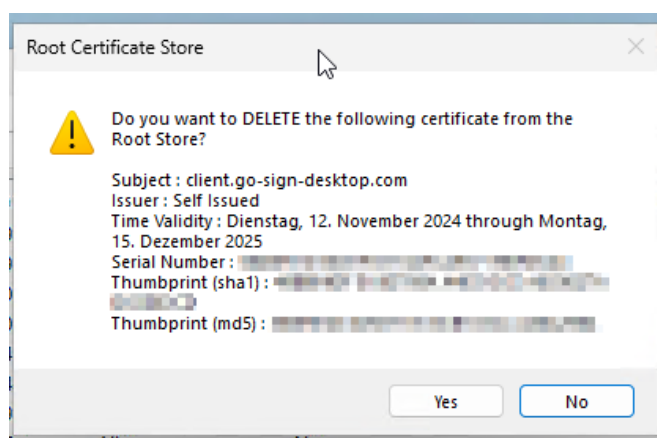 Root Certificate Store
Do you want to DELETE the following certificate from the
Root Store?
Subject : client.go-sign-desktop.com
Issuer : Self Issued
Time Validity : Dienstag, 12. November 2024 through Montag,
15. Dezember 2025
Serial Number :
Thumbprint (sha1) :
Thumbprint (md5) :
Yes
No